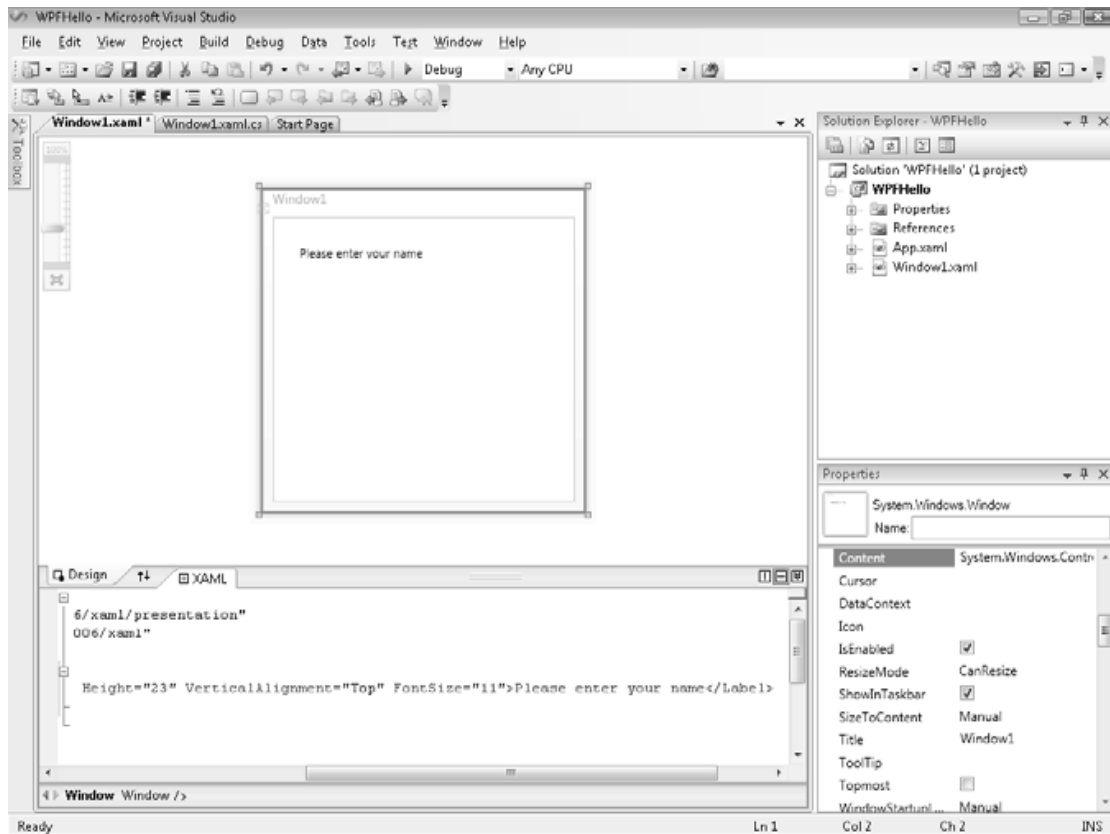 WPFHello - Microsoft Visual Studio
File Edit View Project Build Debug Data Tools Test Window Help
Debug Any CPU
Window1.xaml * Window1.xaml.cs Start Page
Toolbox
100%
Window1
Please enter your name
Design XAML
6/xaml/presentation"
006/xaml"
Height="23" VerticalAlignment="Top" FontSize="11">Please enter your name</Label>
Window Window />
Solution Explorer - WPFHello
Solution 'WPFHello' (1 project)
WPFHello
Properties
References
App.xaml
Window1.xaml
Properties
System.Windows.Window
Name:
Content System.Windows.Contr
Cursor
DataContext
Icon
IsEnabled
ResizeMode CanResize
ShowInTaskbar
SizeToContent Manual
Title Window1
ToolTip
Topmost
WindowStartupl... Manual
Ready Ln 1 Col 2 Ch 2 INS